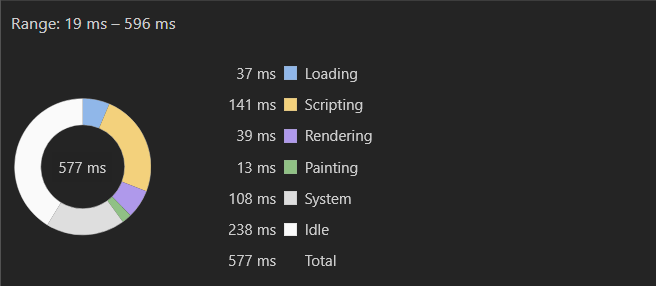 Range: 19 ms – 596 ms
37 ms Loading
141 ms Scripting
39 ms Rendering
577 ms
13 ms Painting
108 ms System
238 ms Idle
577 ms Total